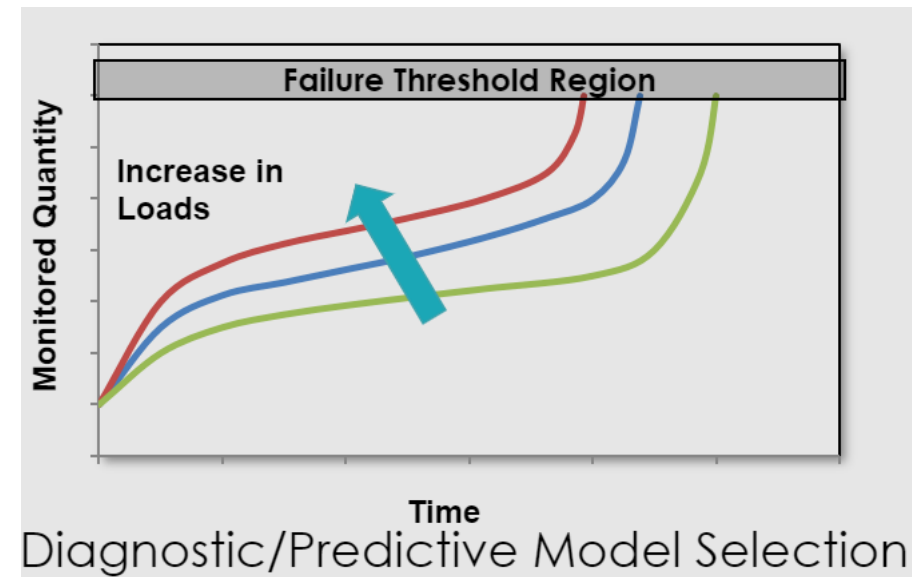 Failure Threshold Region
Increase in
Loads
Monitored Quantity
Time
Diagnostic/Predictive Model Selection